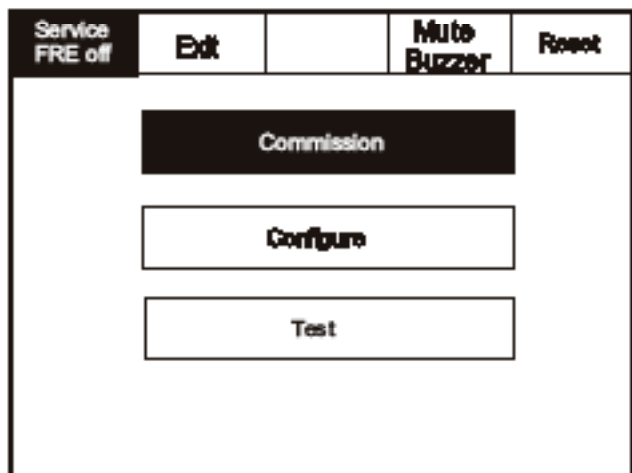 Service
FRE off
Exit
Mute
Buzzer
Reset
Commission
Configure
Test